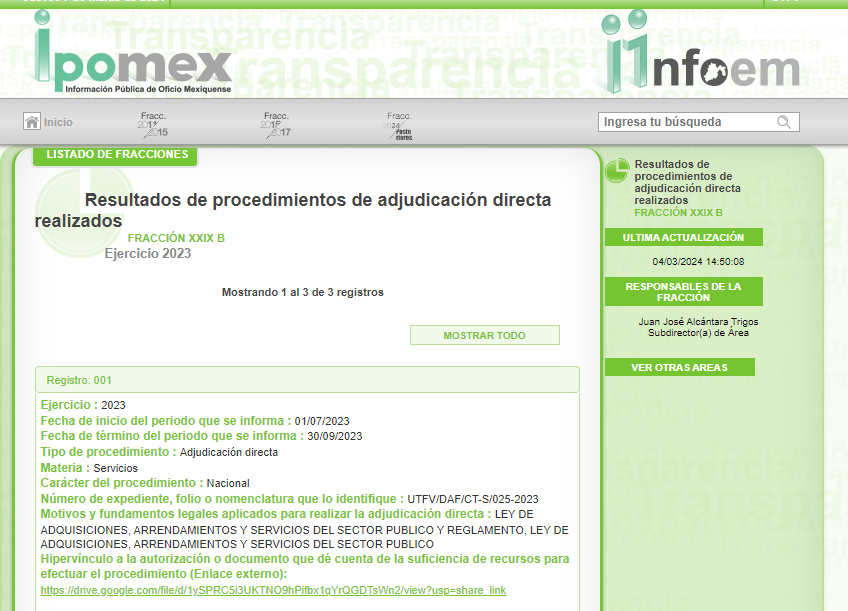 Transparencia
ipomex
Información Pública de Oficio Mexiquense
infoem
Inicio
Fracc.
2015
Fracc.
2017
Fracc.
2024
Poste
riores
Ingresa tu búsqueda
LISTADO DE FRACCIONES
Resultados de procedimientos de adjudicación directa
realizados
FRACCIÓN XXIX B
Ejercicio 2023
Mostrando 1 al 3 de 3 registros
MOSTRAR TODO
Registro: 001
Ejercicio : 2023
Fecha de inicio del periodo que se informa : 01/07/2023
Fecha de término del periodo que se informa : 30/09/2023
Tipo de procedimiento : Adjudicación directa
Materia : Servicios
Carácter del procedimiento : Nacional
Número de expediente, folio o nomenclatura que lo identifique : UTFV/DAF/CT-S/025-2023
Motivos y fundamentos legales aplicados para realizar la adjudicación directa : LEY DE
ADQUISICIONES, ARRENDAMIENTOS Y SERVICIOS DEL SECTOR PUBLICO Y REGLAMENTO, LEY DE
ADQUISICIONES, ARRENDAMIENTOS Y SERVICIOS DEL SECTOR PUBLICO
Hipervínculo a la autorización o documento que dé cuenta de la suficiencia de recursos para
efectuar el procedimiento (Enlace externo):
https://drive.google.com/file/d/1ySPRC5i3UKTNO9hPifbx1qYrQGDTsWn2/view?usp=share_link
Resultados de
procedimientos de
adjudicación directa
realizados
FRACCIÓN XXIX B
ULTIMA ACTUALIZACIÓN
04/03/2024 14:50:08
RESPONSABLES DE LA
FRACCIÓN
Juan José Alcántara Trigos
Subdirector(a) de Área
VER OTRAS AREAS